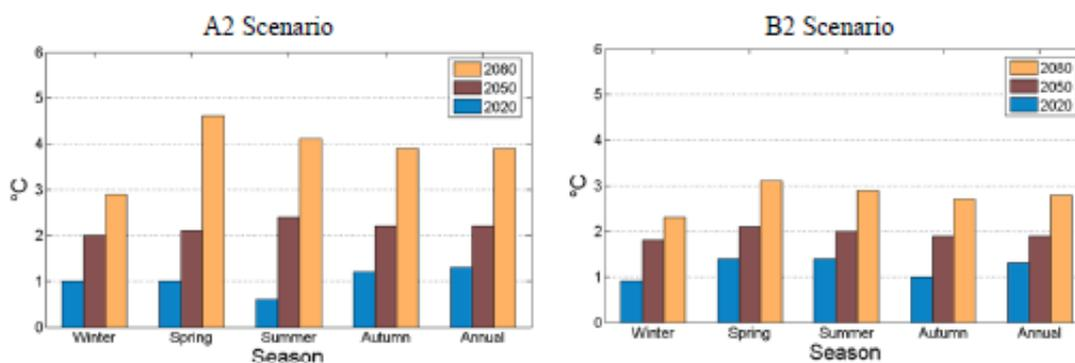 A2 Scenario
6
5
4
3
2
1
0
°C
2080
2050
2020
Winter
Spring
Summer
Autumn
Annual
Season
B2 Scenario
6
5
4
3
2
1
0
°C
2080
2050
2020
Winter
Spring
Summer
Autumn
Annual
Season